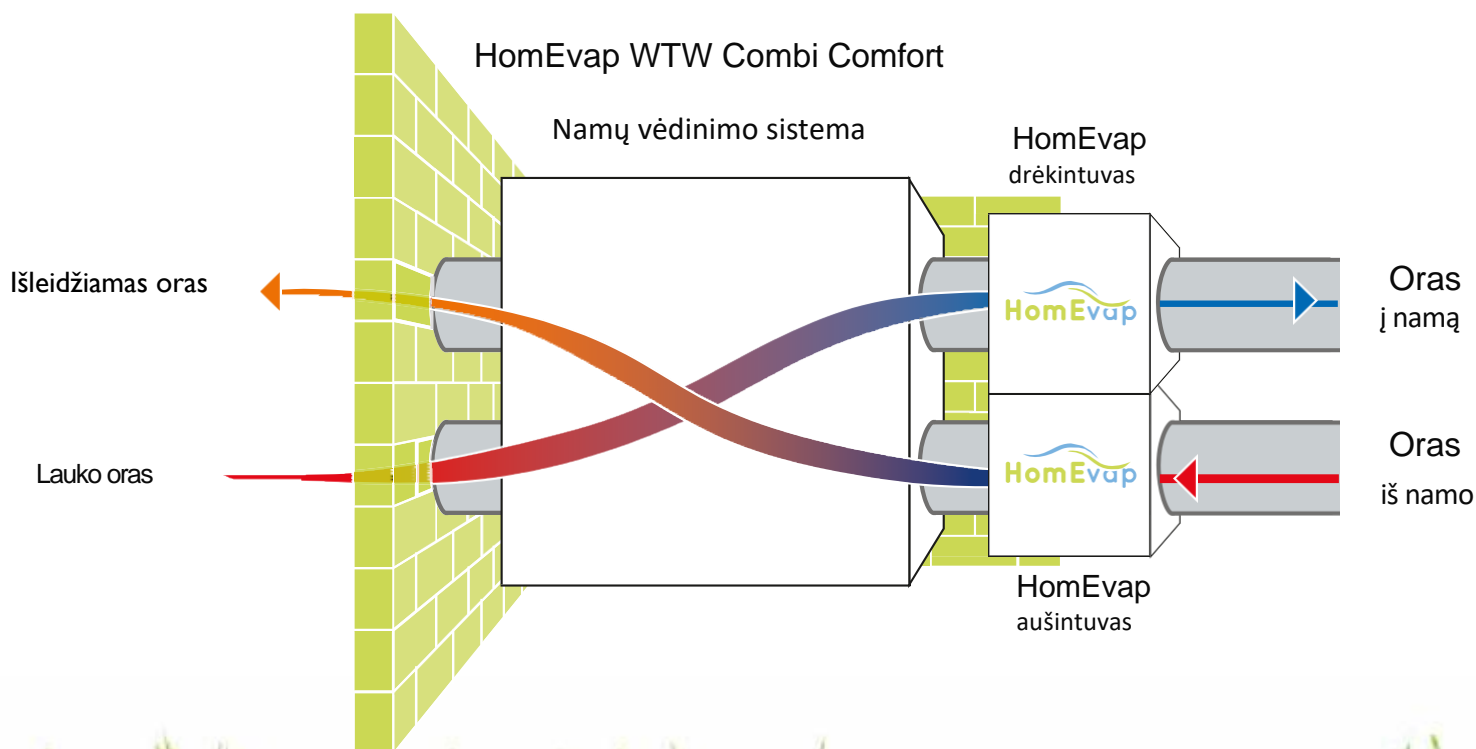 HomEvap WTW Combi Comfort
Namų vėdinimo sistema
HomEvap
drėkintuvas
Išleidžiamas oras
Oras
į namą
HomEvap
Lauko oras
Oras
iš namo
HomEvap
HomEvap
aušintuvas